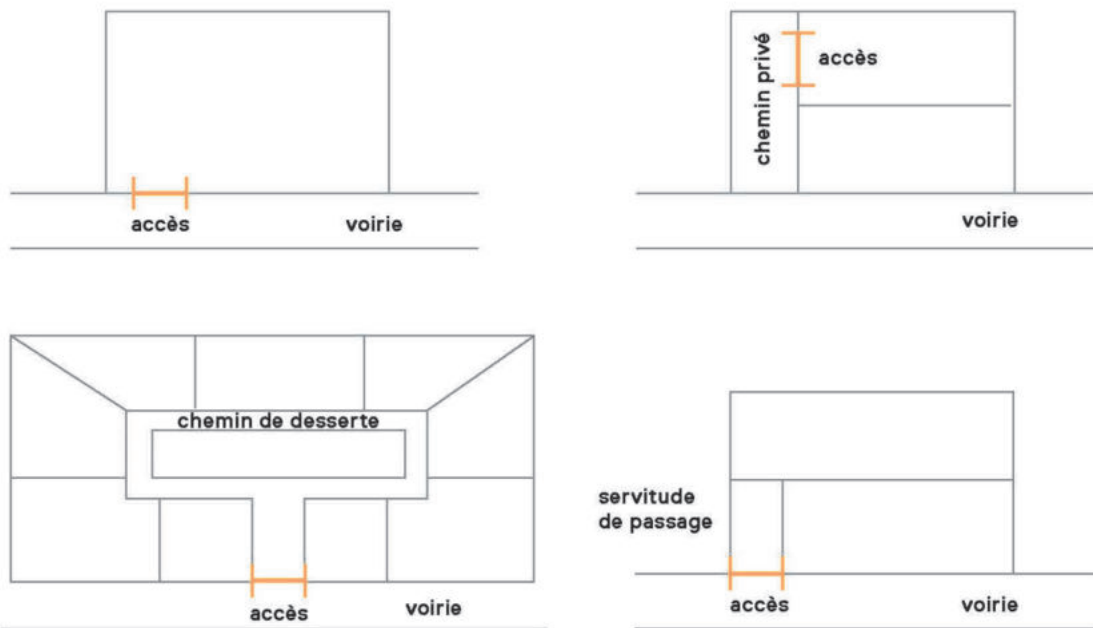 accès
voirie
chemin privé
accès
voirie
chemin de desserte
accès
voirie
servitude
de passage
accès
voirie